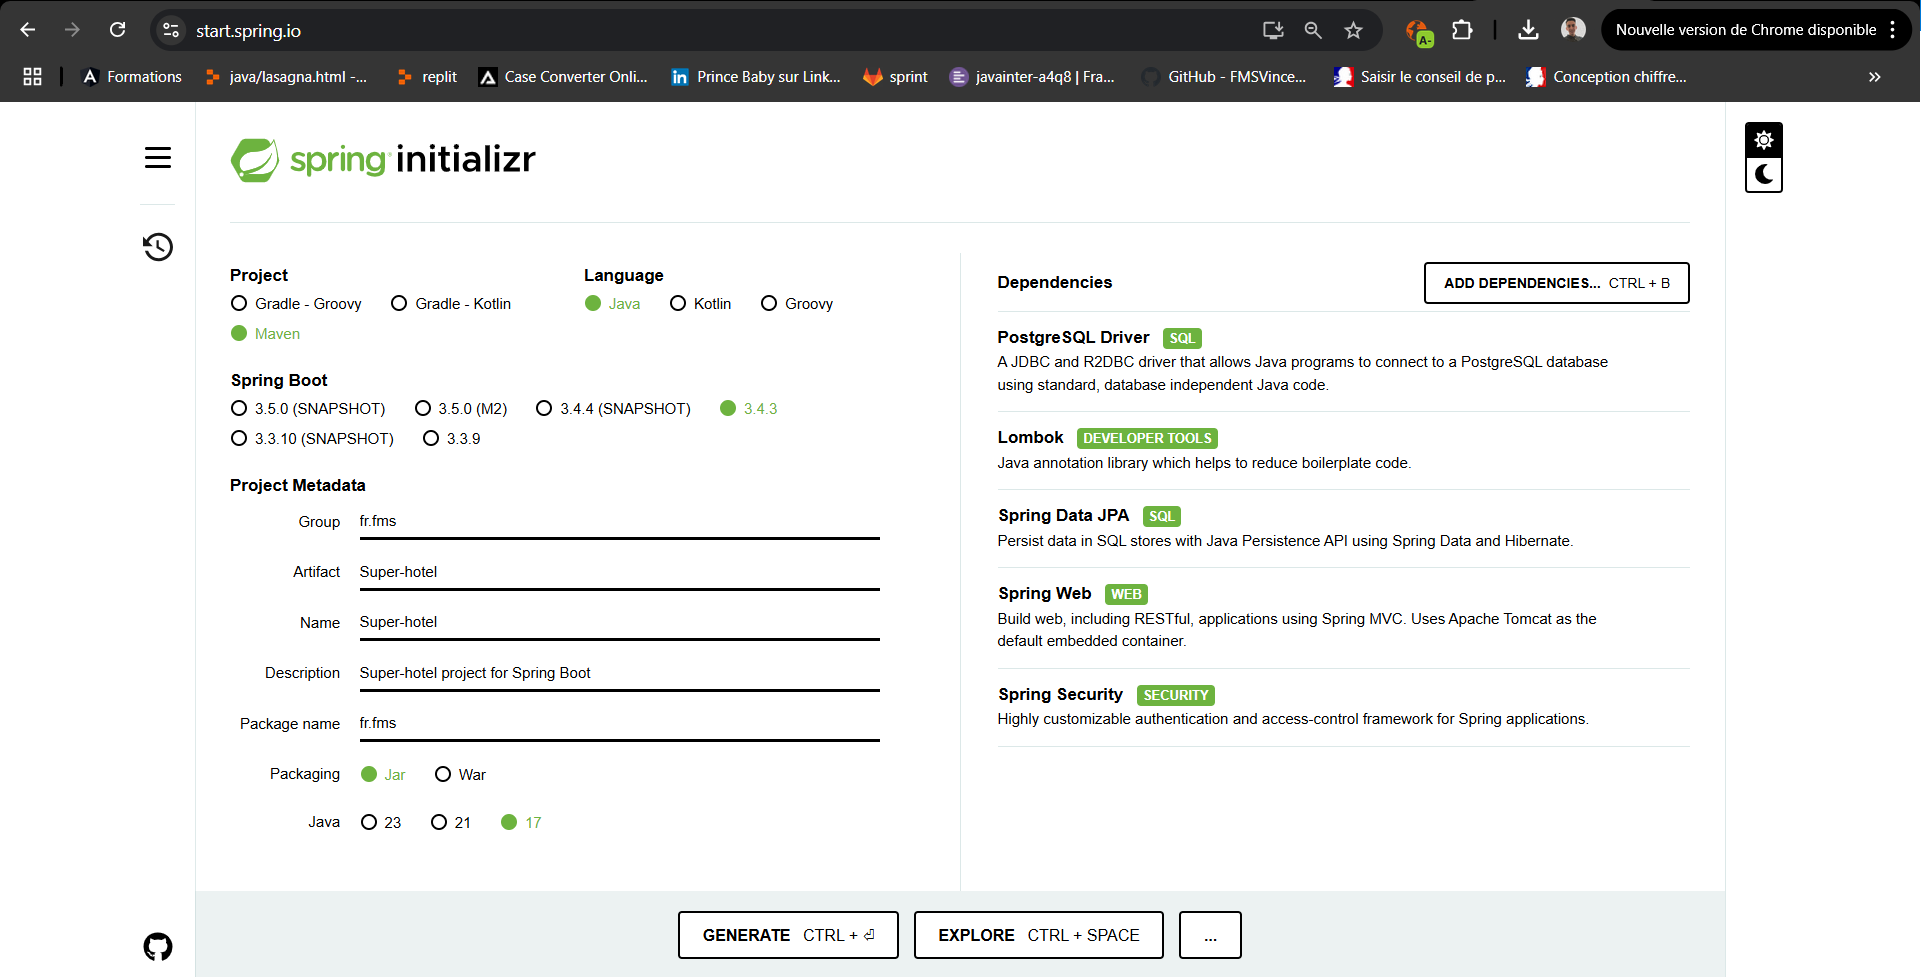 start.spring.io
Nouvelle version de Chrome disponible
Formations
java/lasagna.html -...
replit
Case Converter Onli...
Prince Baby sur Link...
sprint
javainter-a4q8 | Fra...
GitHub - FMSVince...
Saisir le conseil de p...
Conception chiffre...
»
A-
spring initializr
Project
Gradle - Groovy
Gradle - Kotlin
Maven
Language
Java
Kotlin
Groovy
Spring Boot
3.5.0 (SNAPSHOT)
3.5.0 (M2)
3.4.4 (SNAPSHOT)
3.4.3
3.3.10 (SNAPSHOT)
3.3.9
Project Metadata
Group fr.fms
Artifact Super-hotel
Name Super-hotel
Description Super-hotel project for Spring Boot
Package name fr.fms
Packaging Jar War
Java 23 21 17
Dependencies
ADD DEPENDENCIES... CTRL + B
PostgreSQL Driver SQL
A JDBC and R2DBC driver that allows Java programs to connect to a PostgreSQL database
using standard, database independent Java code.
Lombok DEVELOPER TOOLS
Java annotation library which helps to reduce boilerplate code.
Spring Data JPA SQL
Persist data in SQL stores with Java Persistence API using Spring Data and Hibernate.
Spring Web WEB
Build web, including RESTful, applications using Spring MVC. Uses Apache Tomcat as the
default embedded container.
Spring Security SECURITY
Highly customizable authentication and access-control framework for Spring applications.
GENERATE CTRL + ⏎
EXPLORE CTRL + SPACE
...